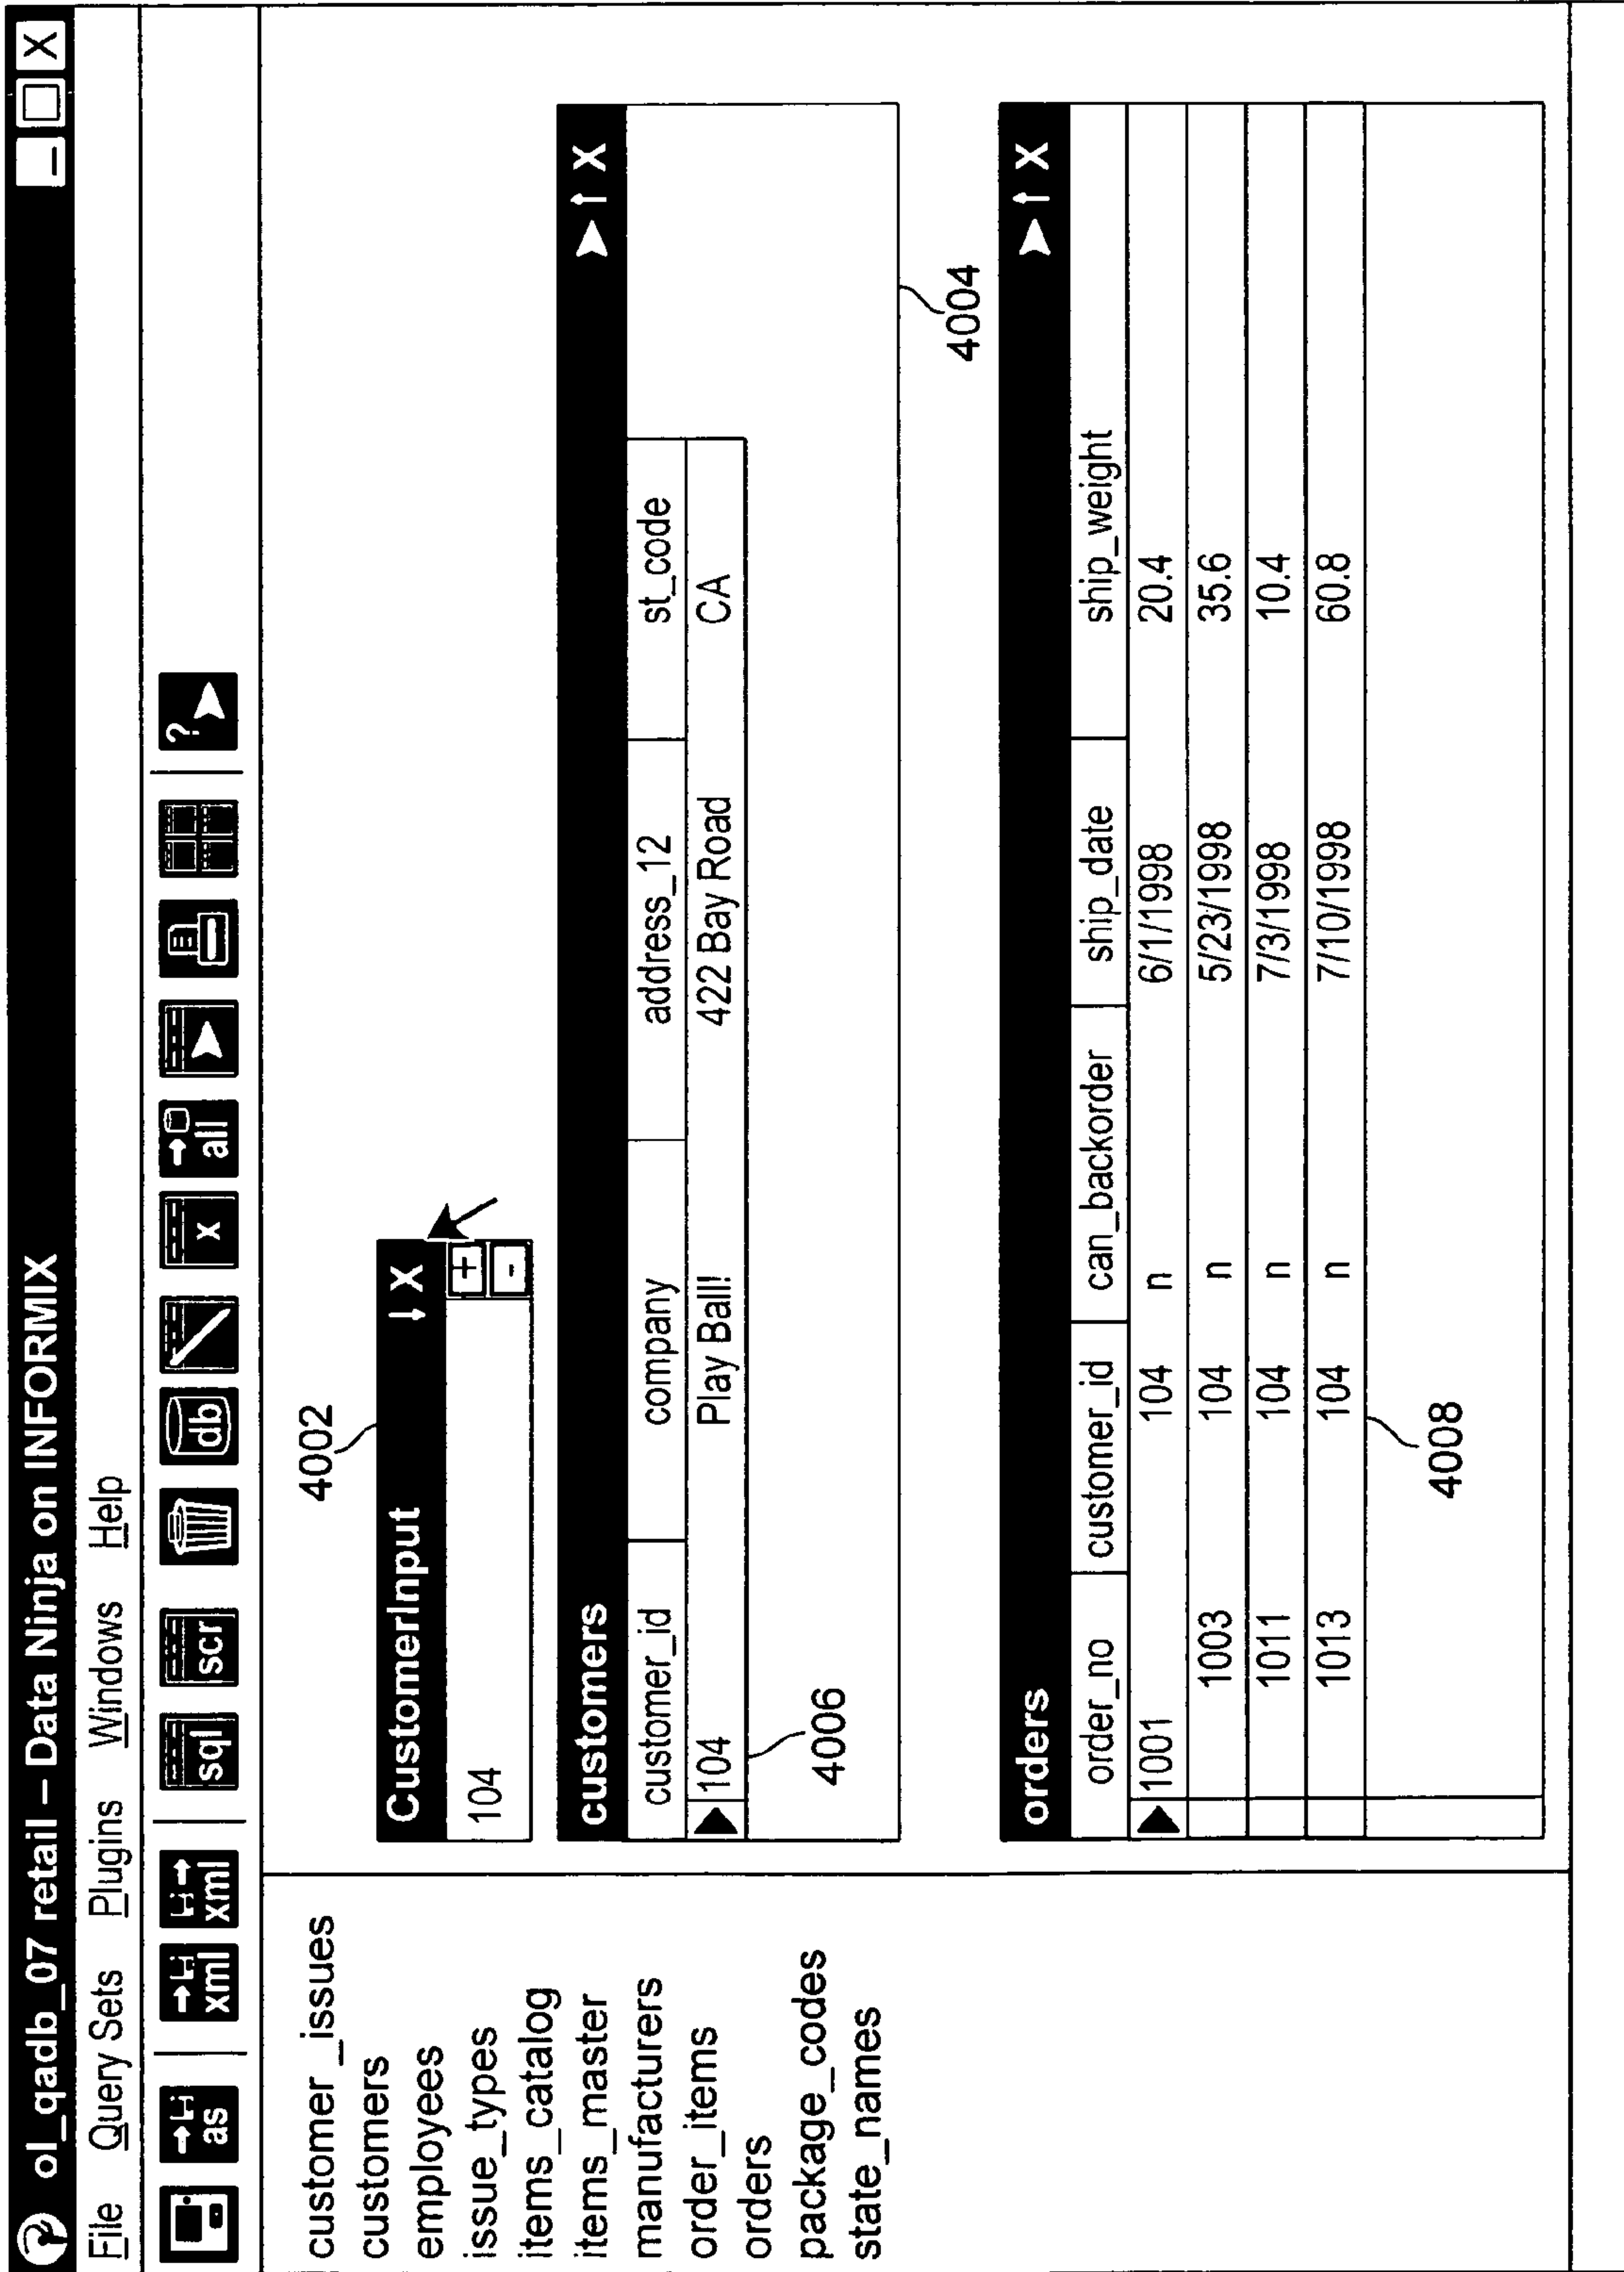 ol_qadb_07 retail – Data Ninja on INFORMIX _ □ X
File Query Sets Plugins Windows Help
as xml xml sql scr db x all ?
customer_issues
customers
employees
issue_types
items_catalog
items_master
manufacturers
order_items
orders
package_codes
state_names
4002
CustomerInput X
104 + -
customers X
customer_id company address_12 st_code
104 Play Ball! 422 Bay Road CA
4006
4004
orders X
order_no customer_id can_backorder ship_date ship_weight
1001 104 n 6/1/1998 20.4
1003 104 n 5/23/1998 35.6
1011 104 n 7/3/1998 10.4
1013 104 n 7/10/1998 60.8
4008